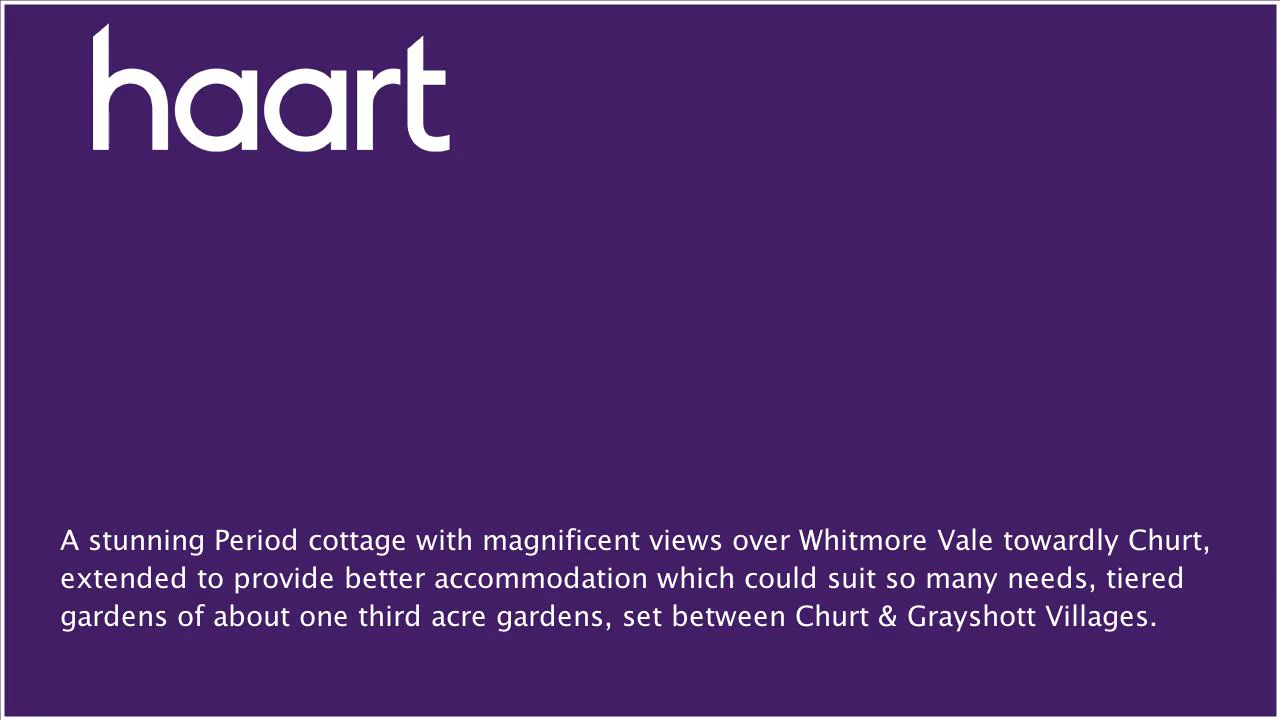 haart
A stunning Period cottage with magnificent views over Whitmore Vale towardly Churt,
extended to provide better accommodation which could suit so many needs, tiered
gardens of about one third acre gardens, set between Churt & Grayshott Villages.